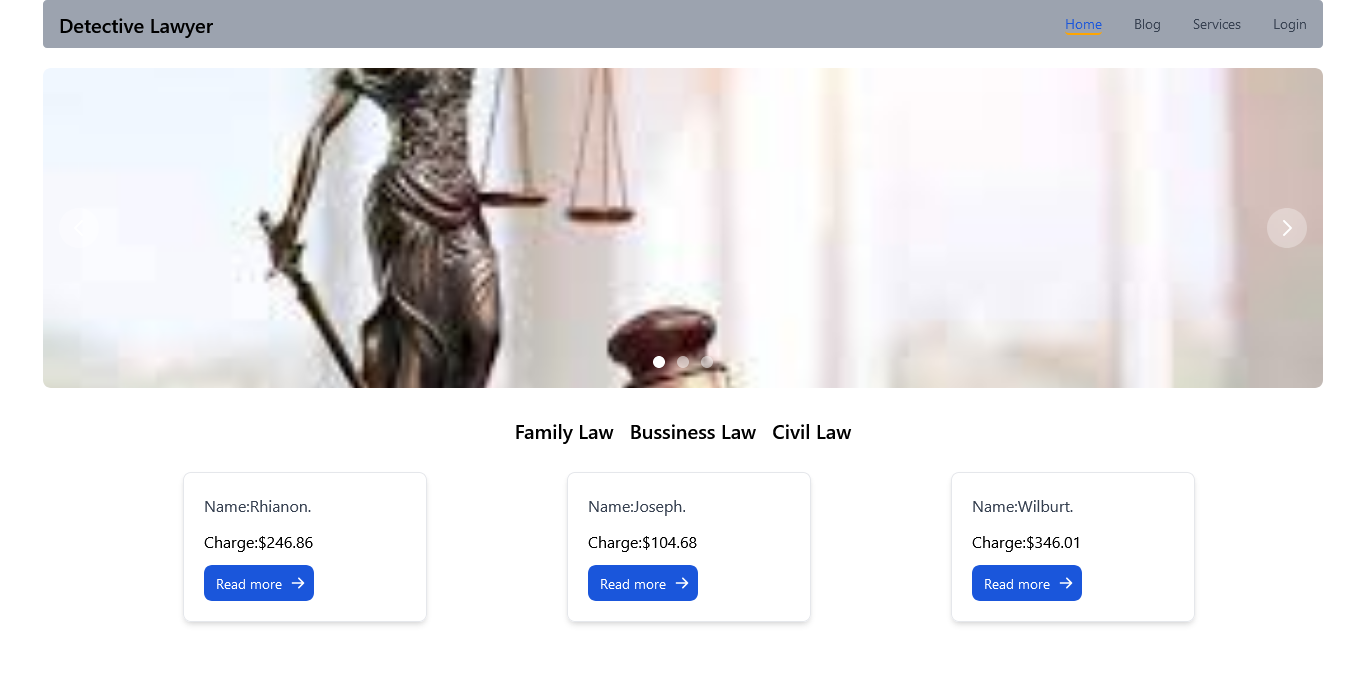 Detective Lawyer
Home Blog Services Login
Family Law Bussiness Law Civil Law
Name:Rhianon.
Charge:$246.86
Read more
Name:Joseph.
Charge:$104.68
Read more
Name:Wilburt.
Charge:$346.01
Read more